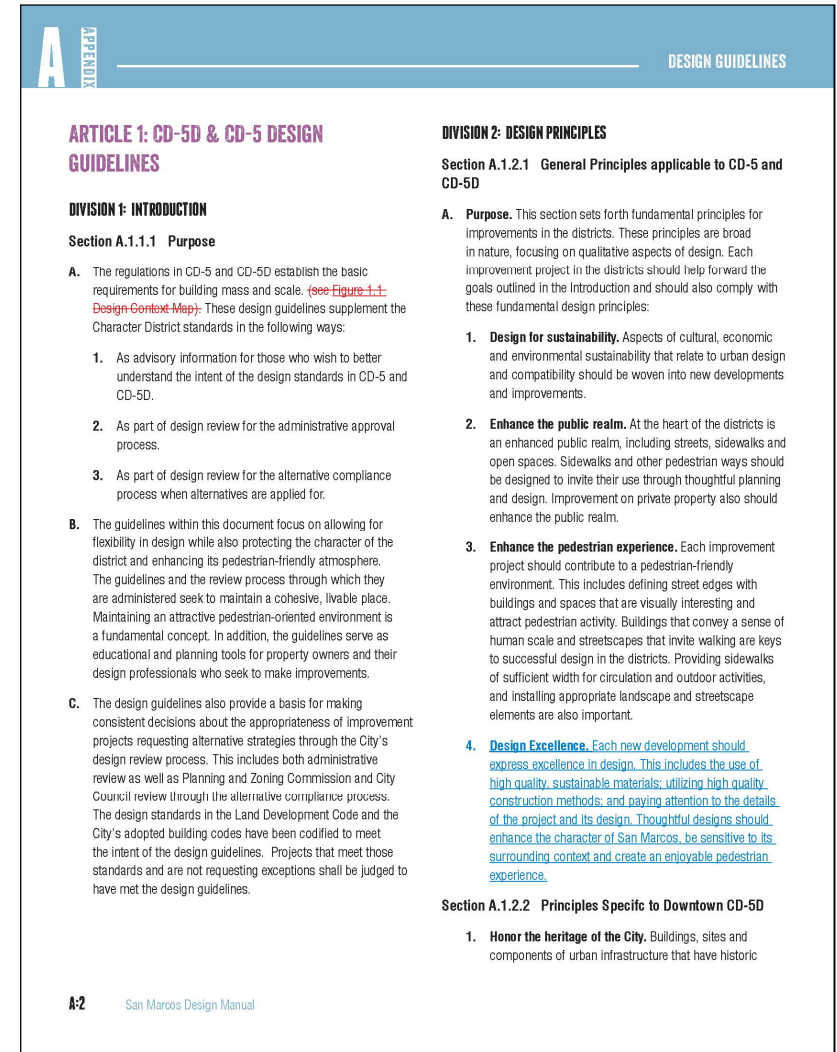 A
APPENDIX
DESIGN GUIDELINES
ARTICLE 1: CD-5D & CD-5 DESIGN
GUIDELINES
DIVISION 1: INTRODUCTION
Section A.1.1.1 Purpose
A. The regulations in CD-5 and CD-5D establish the basic
requirements for building mass and scale. (see Figure 1.1
Design Context Map). These design guidelines supplement the
Character District standards in the following ways:
1. As advisory information for those who wish to better
understand the intent of the design standards in CD-5 and
CD-5D.
2. As part of design review for the administrative approval
process.
3. As part of design review for the alternative compliance
process when alternatives are applied for.
B. The guidelines within this document focus on allowing for
flexibility in design while also protecting the character of the
district and enhancing its pedestrian-friendly atmosphere.
The guidelines and the review process through which they
are administered seek to maintain a cohesive, livable place.
Maintaining an attractive pedestrian-oriented environment is
a fundamental concept. In addition, the guidelines serve as
educational and planning tools for property owners and their
design professionals who seek to make improvements.
C. The design guidelines also provide a basis for making
consistent decisions about the appropriateness of improvement
projects requesting alternative strategies through the City's
design review process. This includes both administrative
review as well as Planning and Zoning Commission and City
Council review through the alternative compliance process.
The design standards in the Land Development Code and the
City's adopted building codes have been codified to meet
the intent of the design guidelines. Projects that meet those
standards and are not requesting exceptions shall be judged to
have met the design guidelines.
DIVISION 2: DESIGN PRINCIPLES
Section A.1.2.1 General Principles applicable to CD-5 and
CD-5D
A. Purpose. This section sets forth fundamental principles for
improvements in the districts. These principles are broad
in nature, focusing on qualitative aspects of design. Each
improvement project in the districts should help forward the
goals outlined in the Introduction and should also comply with
these fundamental design principles:
1. Design for sustainability. Aspects of cultural, economic
and environmental sustainability that relate to urban design
and compatibility should be woven into new developments
and improvements.
2. Enhance the public realm. At the heart of the districts is
an enhanced public realm, including streets, sidewalks and
open spaces. Sidewalks and other pedestrian ways should
be designed to invite their use through thoughtful planning
and design. Improvement on private property also should
enhance the public realm.
3. Enhance the pedestrian experience. Each improvement
project should contribute to a pedestrian-friendly
environment. This includes defining street edges with
buildings and spaces that are visually interesting and
attract pedestrian activity. Buildings that convey a sense of
human scale and streetscapes that invite walking are keys
to successful design in the districts. Providing sidewalks
of sufficient width for circulation and outdoor activities,
and installing appropriate landscape and streetscape
elements are also important.
4. Design Excellence. Each new development should
express excellence in design. This includes the use of
high quality, sustainable materials; utilizing high quality
construction methods; and paying attention to the details
of the project and its design. Thoughtful designs should
enhance the character of San Marcos, be sensitive to its
surrounding context and create an enjoyable pedestrian
experience.
Section A.1.2.2 Principles Specifc to Downtown CD-5D
1. Honor the heritage of the City. Buildings, sites and
components of urban infrastructure that have historic
A:2 San Marcos Design Manual